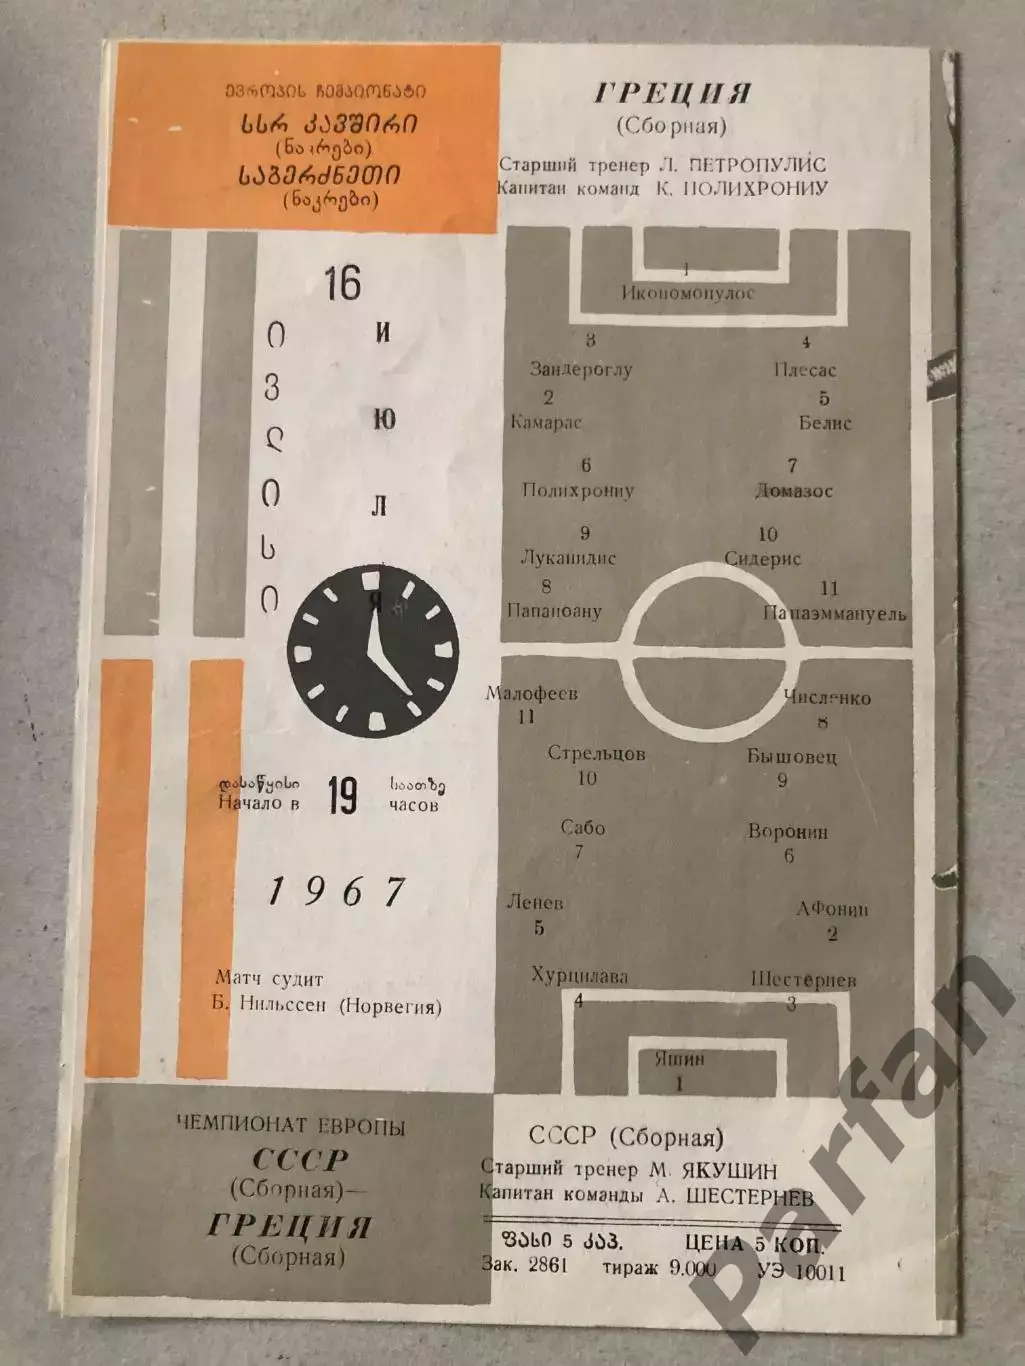 ევროპის ჩემპიონატი
სსრ კავშირი
(ნაკრები)
საბერძნეთი
(ნაკრები)
16
ივლისი
ИЮЛЯ
დასაწყისი 19 საათზე
Начало в 19 часов
1967
Матч судит
Б. Нильссен (Норвегия)
ЧЕМПИОНАТ ЕВРОПЫ
СССР
(Сборная)—
ГРЕЦИЯ
(Сборная)
ГРЕЦИЯ
(Сборная)
Старший тренер Л. ПЕТРОПУЛИС
Капитан команд К. ПОЛИХРОНИУ
1
Икономопулос
3 4
Зандероглу Плесас
2 5
Камарас Белис
6 7
Полихрониу Домазос
9 10
Луканидис Сидерис
8 11
Папаиоану Папаэммануель
Малофеев Численко
11 8
Стрельцов Бышовец
10 9
Сабо Воронин
7 6
Ленев Афонин
5 2
Хурцилава Шестернев
4 3
Яшин
1
СССР (Сборная)
Старший тренер М. ЯКУШИН
Капитан команды А. ШЕСТЕРНЕВ
ფასი 5 კაპ. ЦЕНА 5 КОП.
Зак. 2861 тираж 9.000 УЭ 10011
Parfan